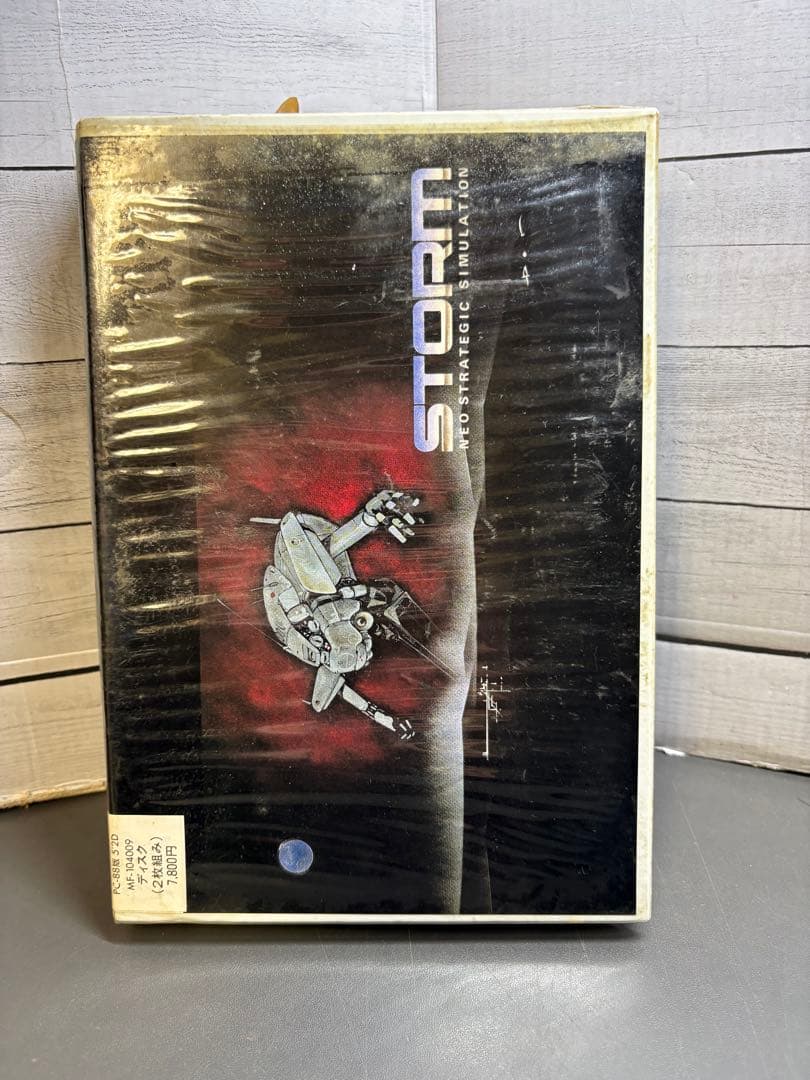 STORM
NEO STRATEGIC SIMULATION
PC-88版 5"2D
MF-104009
ディスク
(2枚組み)
7,800円